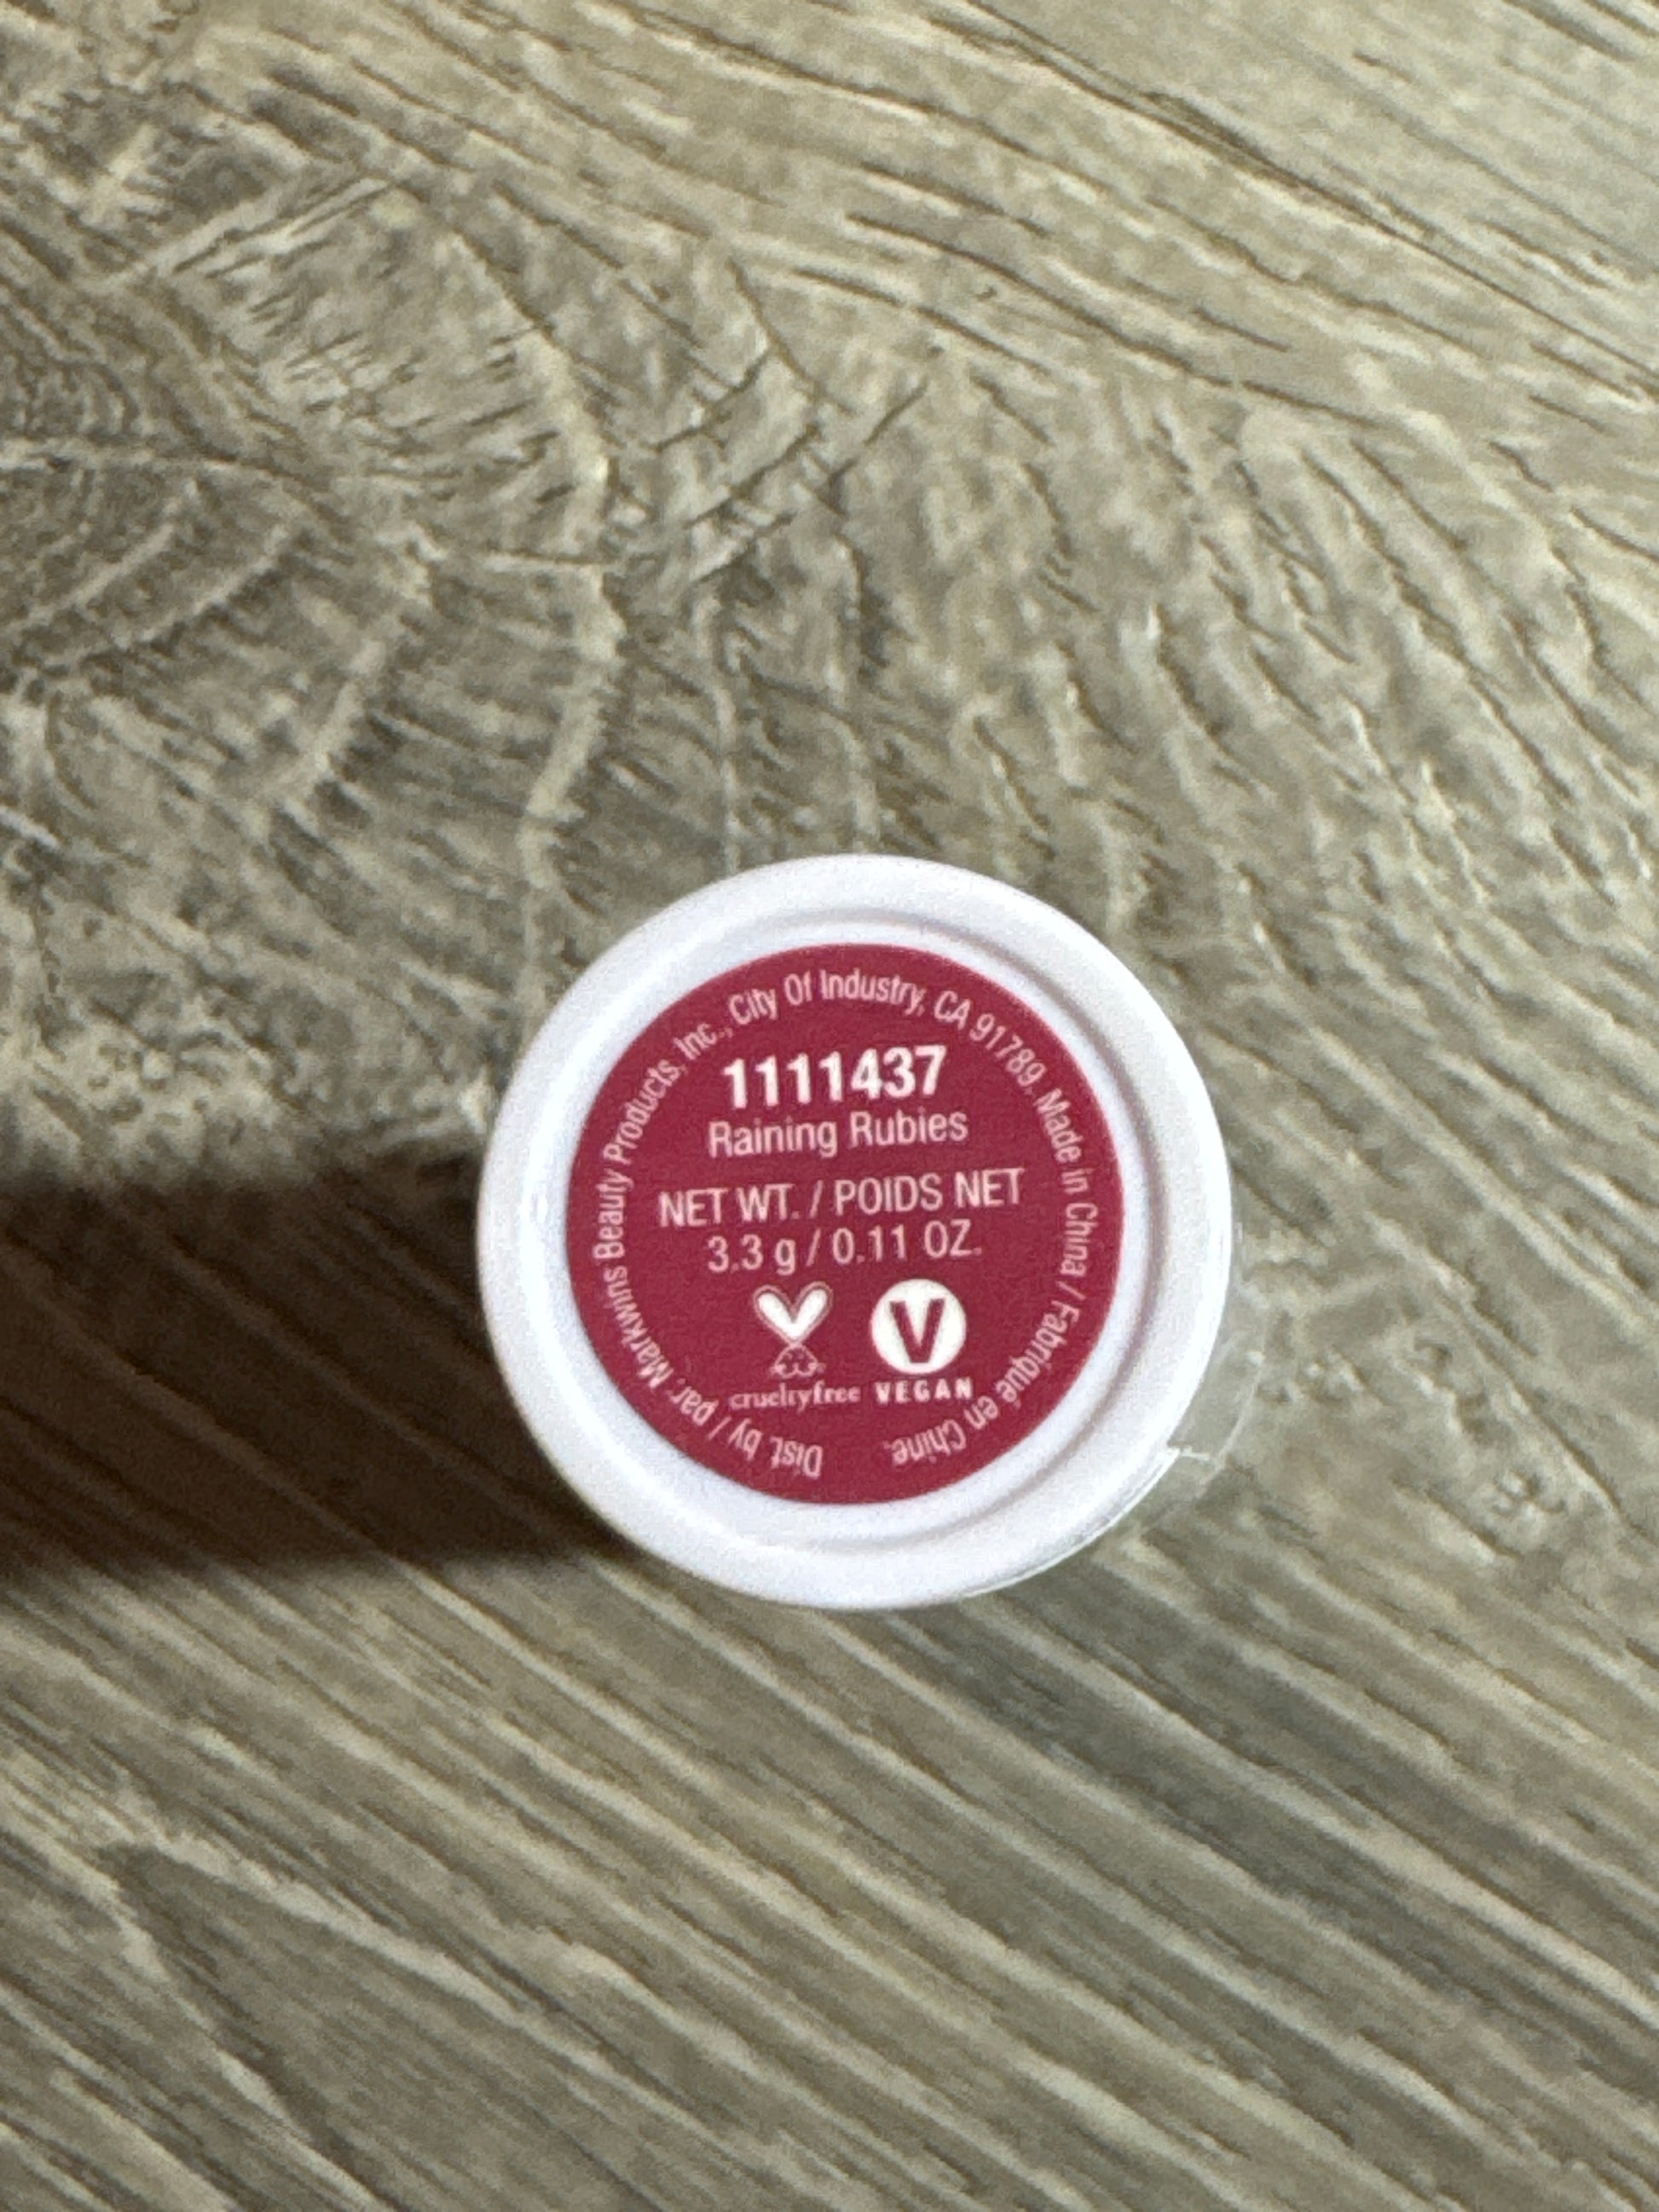 1111437
Raining Rubies
NET WT. / POIDS NET
3.3 g / 0.11 OZ.
crueltyfree
V
VEGAN
Dist. by / par: Markwins Beauty Products, Inc., City Of Industry, CA 91789. Made in China / Fabriqué en Chine.